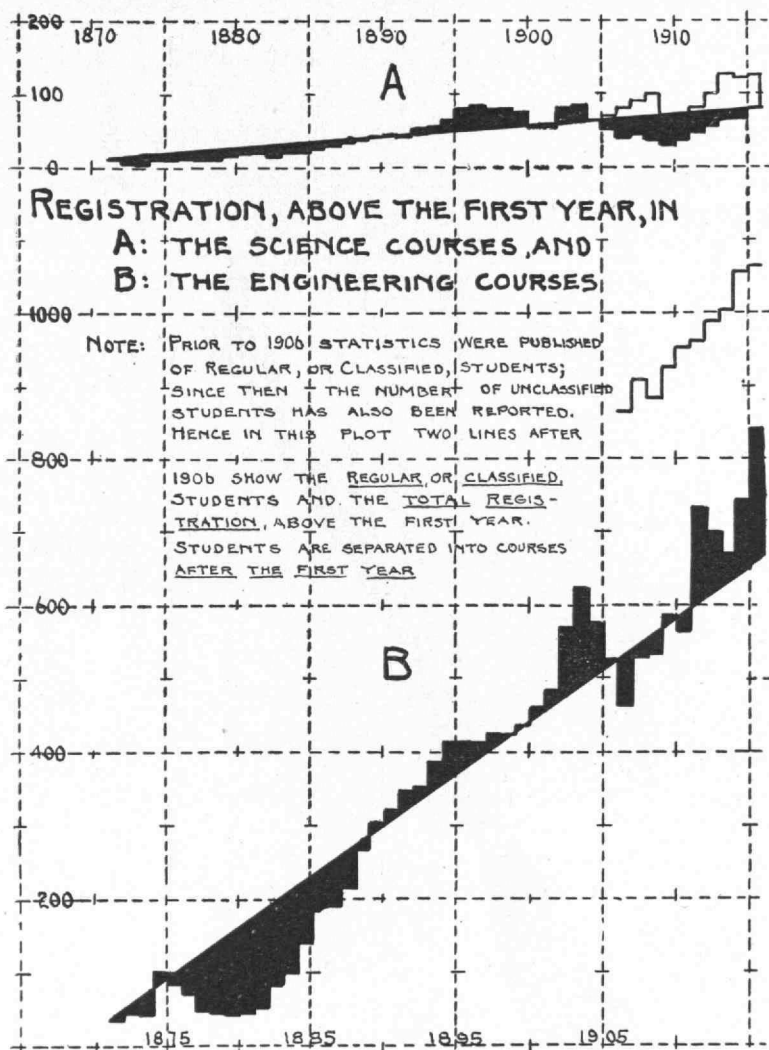 200
1870 1880 1890 1900 1910
A
100
0
REGISTRATION, ABOVE THE FIRST YEAR, IN
A: THE SCIENCE COURSES, AND
B: THE ENGINEERING COURSES
1000
NOTE: PRIOR TO 1906 STATISTICS WERE PUBLISHED
OF REGULAR, OR CLASSIFIED, STUDENTS;
SINCE THEN THE NUMBER OF UNCLASSIFIED
STUDENTS HAS ALSO BEEN REPORTED.
HENCE IN THIS PLOT TWO LINES AFTER
800
1906 SHOW THE REGULAR, OR CLASSIFIED
STUDENTS AND THE TOTAL REGIS-
TRATION, ABOVE THE FIRST YEAR.
STUDENTS ARE SEPARATED INTO COURSES
AFTER THE FIRST YEAR
600
B
400
200
1875 1885 1895 1905